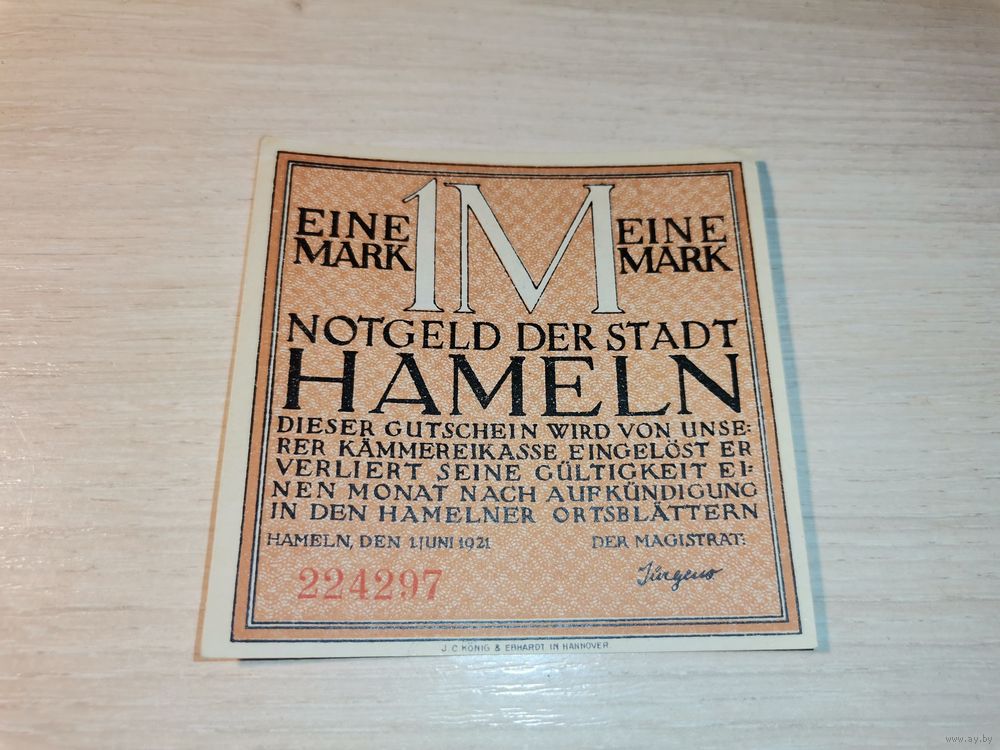 EINE MARK 1M EINE MARK
NOTGELD DER STADT
HAMELN
DIESER GUTSCHEIN WIRD VON UNSE:
RER KÄMMEREIKASSE EINGELÖST ER
VERLIERT SEINE GÜLTIGKEIT EI:
NEN MONAT NACH AUFKÜNDIGUNG
IN DEN HAMELNER ORTSBLÄTTERN
HAMELN, DEN 1.JUNI 1921 DER MAGISTRAT:
224297 Jürgens
J. C. KÖNIG & EBHARDT IN HANNOVER
www.ay.by